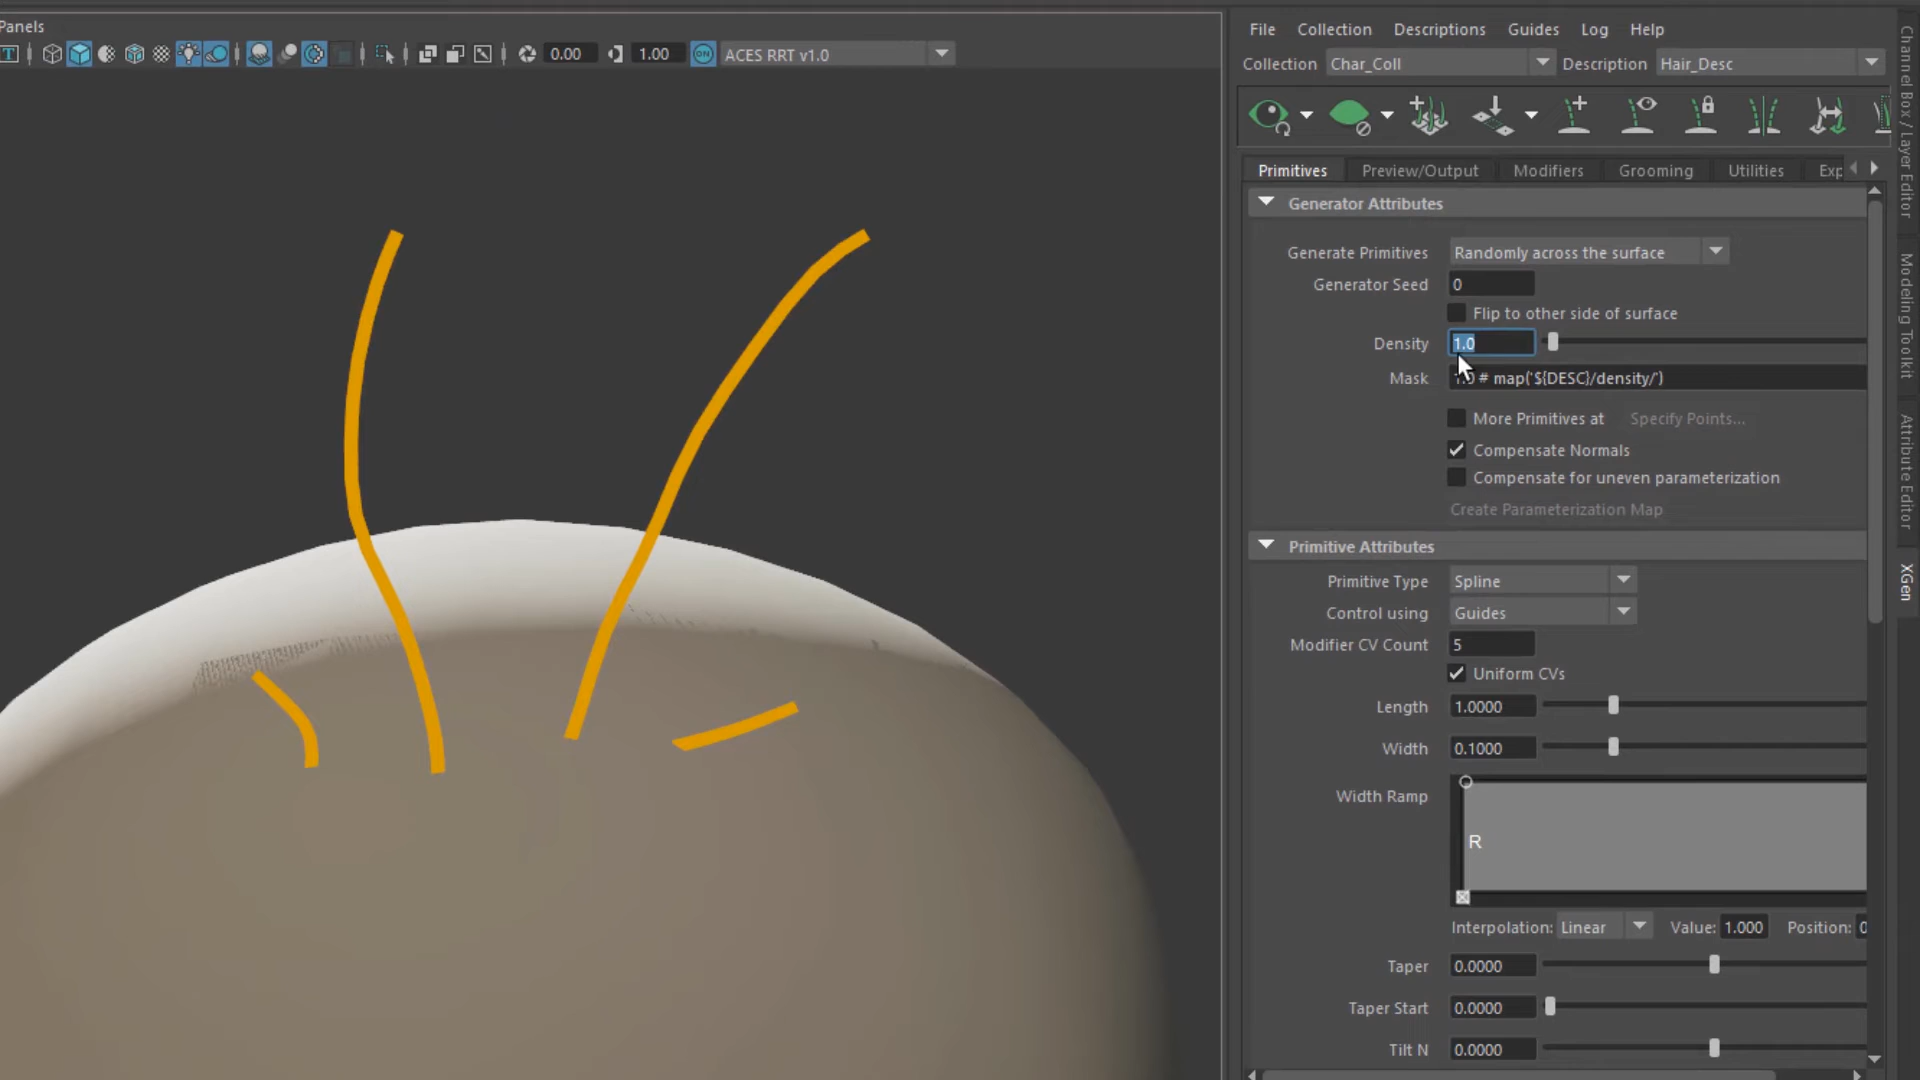 Panels
File Collection Descriptions Guides Log Help
T 0.00 1.00 ON ACES RRT v1.0
Collection Char_Coll Description Hair_Desc
Primitives Preview/Output Modifiers Grooming Utilities Exp
Generator Attributes
Generate Primitives Randomly across the surface
Generator Seed 0
Flip to other side of surface
Density 1.0
Mask # map('${DESC}/density/')
More Primitives at Specify Points...
Compensate Normals
Compensate for uneven parameterization
Create Parameterization Map
Primitive Attributes
Primitive Type Spline
Control using Guides
Modifier CV Count 5
Uniform CVs
Length 1.0000
Width 0.1000
Width Ramp
R
Interpolation: Linear Value: 1.000 Position: 0
Taper 0.0000
Taper Start 0.0000
Tilt N 0.0000
Channel Box / Layer Editor
Modeling Toolkit
Attribute Editor
XGen